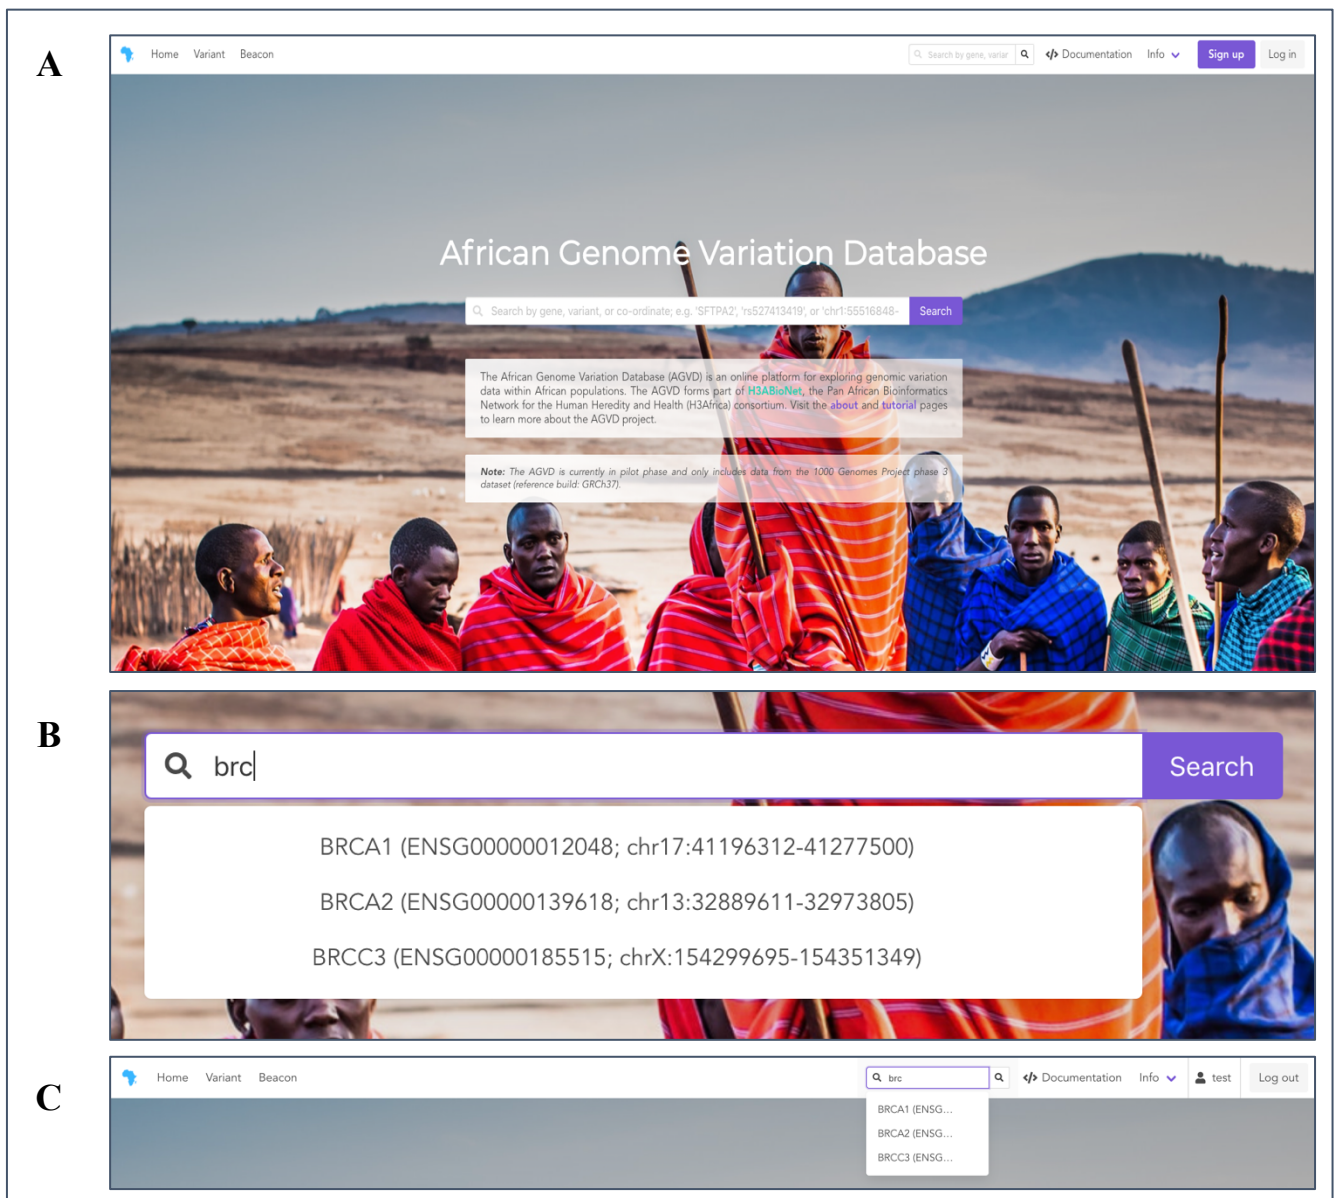 A
Home Variant Beacon Search by gene, variar Documentation Info Sign up Log in
African Genome Variation Database
Search by gene, variant, or co-ordinate; e.g. 'SFTPA2', 'rs527413419', or 'chr1:55516848- Search
The African Genome Variation Database (AGVD) is an online platform for exploring genomic variation
data within African populations. The AGVD forms part of H3ABioNet, the Pan African Bioinformatics
Network for the Human Heredity and Health (H3Africa) consortium. Visit the about and tutorial pages
to learn more about the AGVD project.
Note: The AGVD is currently in pilot phase and only includes data from the 1000 Genomes Project phase 3
dataset (reference build: GRCh37).
B
brc Search
BRCA1 (ENSG00000012048; chr17:41196312-41277500)
BRCA2 (ENSG00000139618; chr13:32889611-32973805)
BRCC3 (ENSG00000185515; chrX:154299695-154351349)
C
Home Variant Beacon brc Documentation Info test Log out
BRCA1 (ENSG...
BRCA2 (ENSG...
BRCC3 (ENSG...